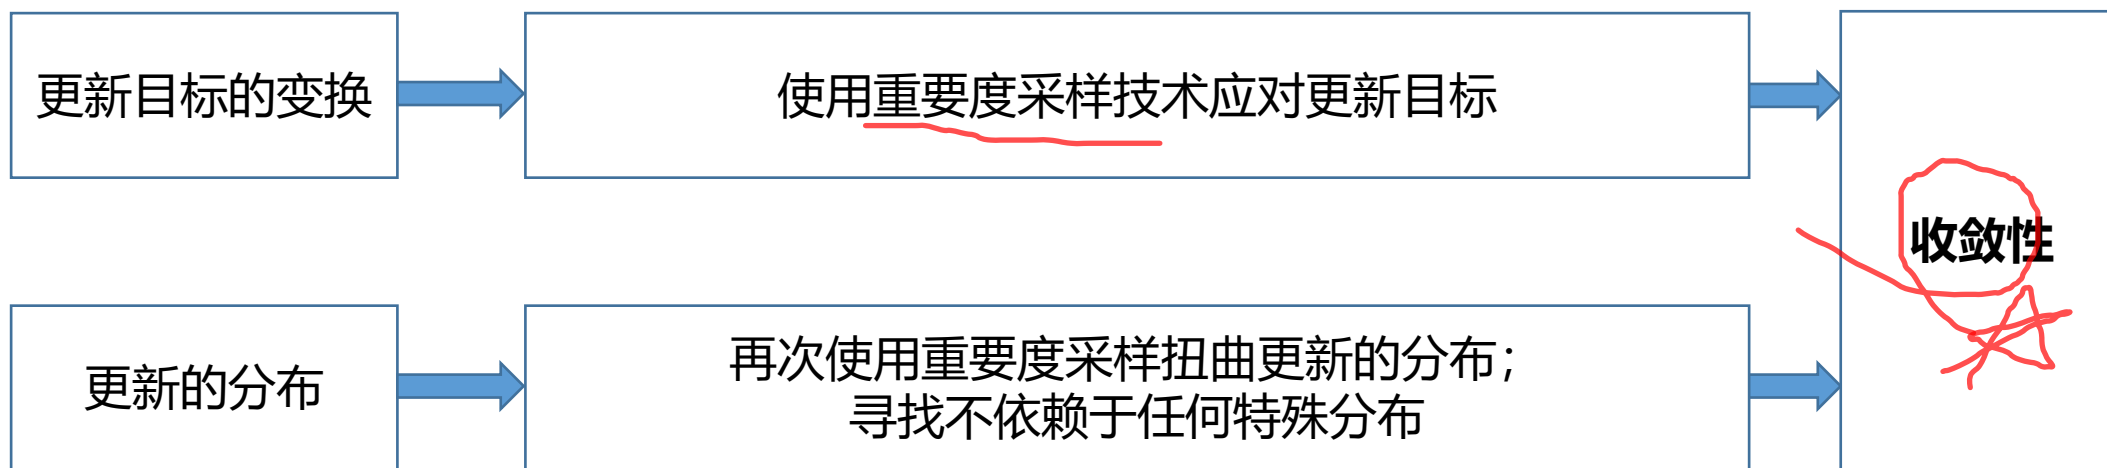 更新目标的变换
使用重要度采样技术应对更新目标
收敛性
更新的分布
再次使用重要度采样扭曲更新的分布；
寻找不依赖于任何特殊分布